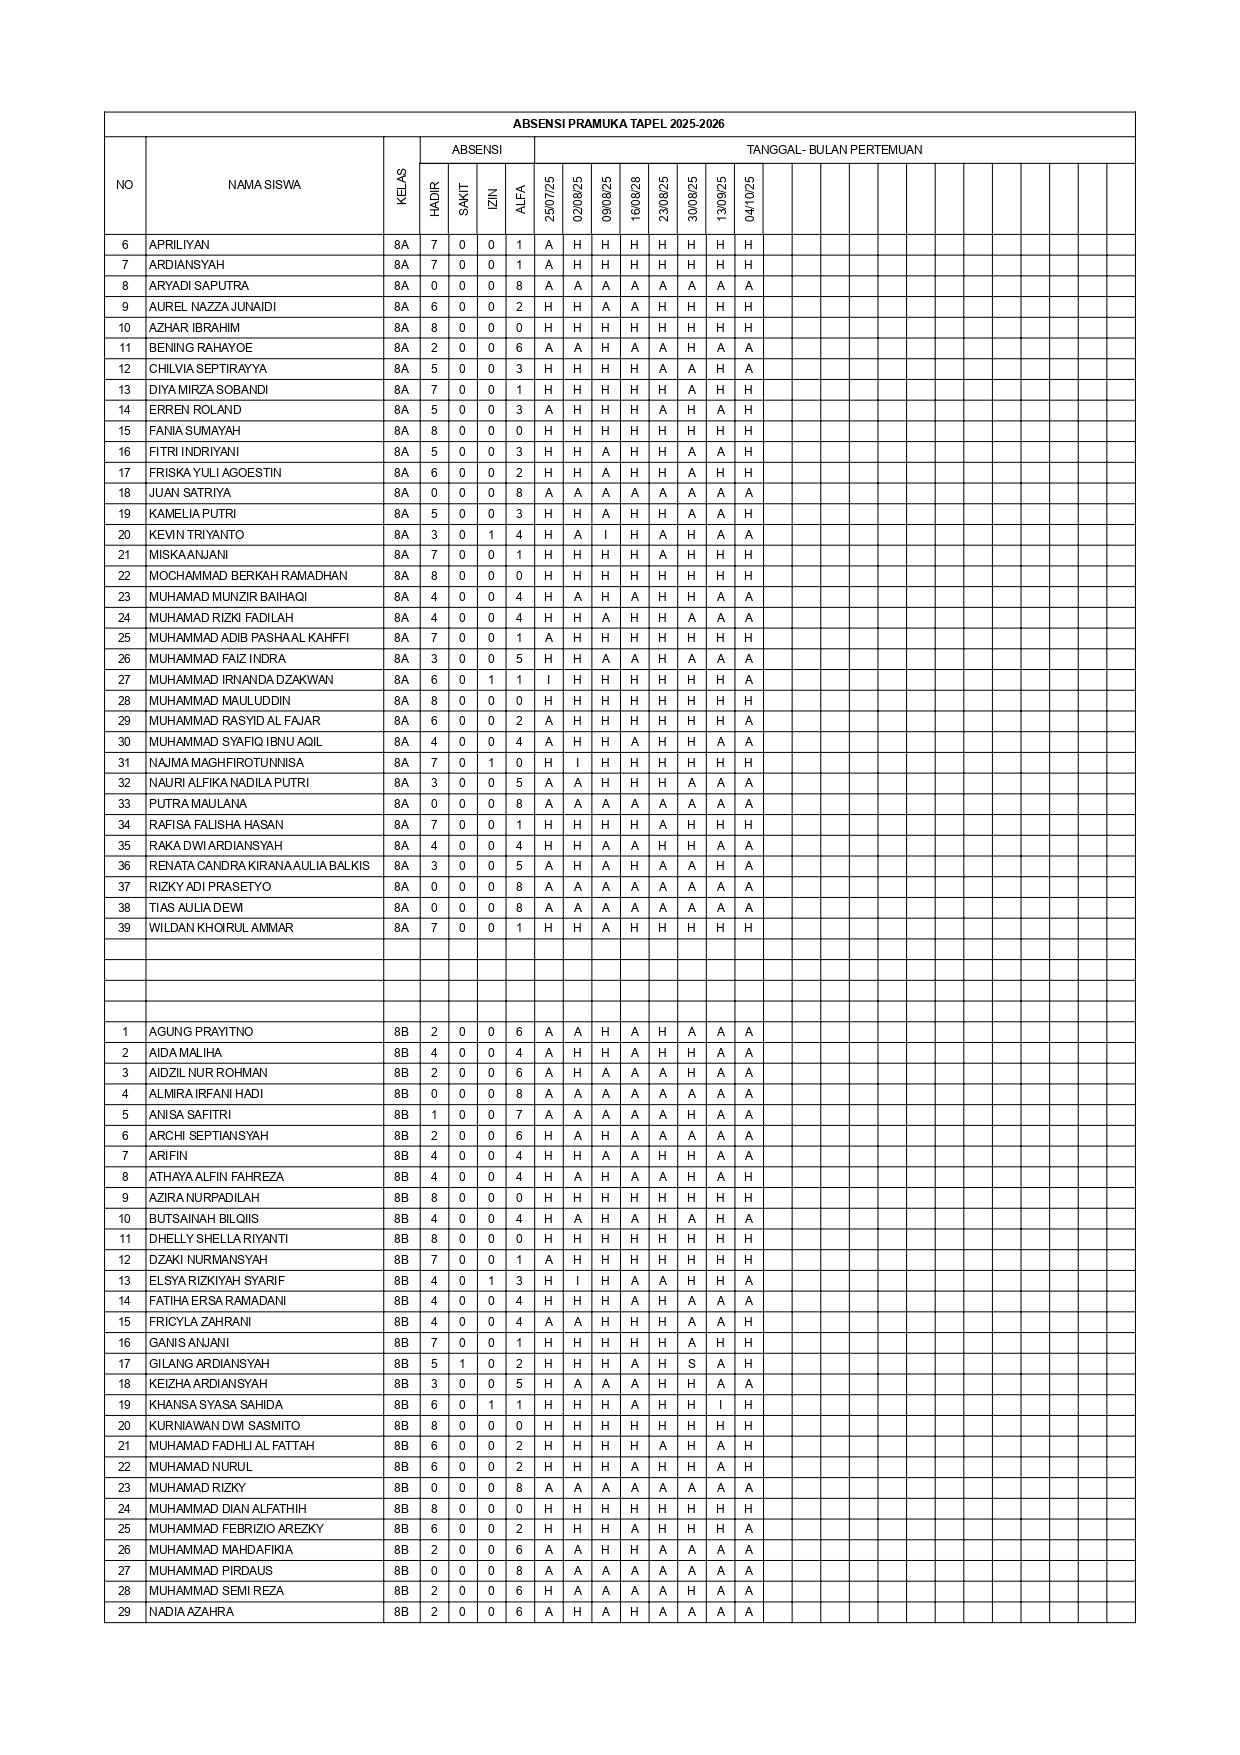 ABSENSI PRAMUKA TAPEL 2025-2026
NO NAMA SISWA KELAS ABSENSI TANGGAL- BULAN PERTEMUAN
HADIR SAKIT IZIN ALFA 25/07/25 02/08/25 09/08/25 16/08/28 23/08/25 30/08/25 13/09/25 04/10/25
6 APRILIYAN 8A 7 0 0 1 A H H H H H H H
7 ARDIANSYAH 8A 7 0 0 1 A H H H H H H H
8 ARYADI SAPUTRA 8A 0 0 0 8 A A A A A A A A
9 AUREL NAZZA JUNAIDI 8A 6 0 0 2 H H A A H H H H
10 AZHAR IBRAHIM 8A 8 0 0 0 H H H H H H H H
11 BENING RAHAYOE 8A 2 0 0 6 A A H A A H A A
12 CHILVIA SEPTIRAYYA 8A 5 0 0 3 H H H H A A H A
13 DIYA MIRZA SOBANDI 8A 7 0 0 1 H H H H H A H H
14 ERREN ROLAND 8A 5 0 0 3 A H H H A H A H
15 FANIA SUMAYAH 8A 8 0 0 0 H H H H H H H H
16 FITRI INDRIYANI 8A 5 0 0 3 H H A H H A A H
17 FRISKA YULI AGOESTIN 8A 6 0 0 2 H H A H H A H H
18 JUAN SATRIYA 8A 0 0 0 8 A A A A A A A A
19 KAMELIA PUTRI 8A 5 0 0 3 H H A H H A A H
20 KEVIN TRIYANTO 8A 3 0 1 4 H A I H A H A A
21 MISKA ANJANI 8A 7 0 0 1 H H H H A H H H
22 MOCHAMMAD BERKAH RAMADHAN 8A 8 0 0 0 H H H H H H H H
23 MUHAMAD MUNZIR BAIHAQI 8A 4 0 0 4 H A H A H H A A
24 MUHAMAD RIZKI FADILAH 8A 4 0 0 4 H H A H H A A A
25 MUHAMMAD ADIB PASHA AL KAHFFI 8A 7 0 0 1 A H H H H H H H
26 MUHAMMAD FAIZ INDRA 8A 3 0 0 5 H H A A H A A A
27 MUHAMMAD IRNANDA DZAKWAN 8A 6 0 1 1 I H H H H H H A
28 MUHAMMAD MAULUDDIN 8A 8 0 0 0 H H H H H H H H
29 MUHAMMAD RASYID AL FAJAR 8A 6 0 0 2 A H H H H H H A
30 MUHAMMAD SYAFIQ IBNU AQIL 8A 4 0 0 4 A H H A H H A A
31 NAJMA MAGHFIROTUNNISA 8A 7 0 1 0 H I H H H H H H
32 NAURI ALFIKA NADILA PUTRI 8A 3 0 0 5 A A H H H A A A
33 PUTRA MAULANA 8A 0 0 0 8 A A A A A A A A
34 RAFISA FALISHA HASAN 8A 7 0 0 1 H H H H A H H H
35 RAKA DWI ARDIANSYAH 8A 4 0 0 4 H H A A H H A A
36 RENATA CANDRA KIRANA AULIA BALKIS 8A 3 0 0 5 A H A H A A H A
37 RIZKY ADI PRASETYO 8A 0 0 0 8 A A A A A A A A
38 TIAS AULIA DEWI 8A 0 0 0 8 A A A A A A A A
39 WILDAN KHOIRUL AMMAR 8A 7 0 0 1 H H A H H H H H
1 AGUNG PRAYITNO 8B 2 0 0 6 A A H A H A A A
2 AIDA MALIHA 8B 4 0 0 4 A H H A H H A A
3 AIDZIL NUR ROHMAN 8B 2 0 0 6 A H A A A H A A
4 ALMIRA IRFANI HADI 8B 0 0 0 8 A A A A A A A A
5 ANISA SAFITRI 8B 1 0 0 7 A A A A A H A A
6 ARCHI SEPTIANSYAH 8B 2 0 0 6 H A H A A A A A
7 ARIFIN 8B 4 0 0 4 H H A A H H A A
8 ATHAYA ALFIN FAHREZA 8B 4 0 0 4 H A H A A H A H
9 AZIRA NURPADILAH 8B 8 0 0 0 H H H H H H H H
10 BUTSAINAH BILQIIS 8B 4 0 0 4 H A H A H A H A
11 DHELLY SHELLA RIYANTI 8B 8 0 0 0 H H H H H H H H
12 DZAKI NURMANSYAH 8B 7 0 0 1 A H H H H H H H
13 ELSYA RIZKIYAH SYARIF 8B 4 0 1 3 H I H A A H H A
14 FATIHA ERSA RAMADANI 8B 4 0 0 4 H H H A H A A A
15 FRICYLA ZAHRANI 8B 4 0 0 4 A A H H H A A H
16 GANIS ANJANI 8B 7 0 0 1 H H H H H A H H
17 GILANG ARDIANSYAH 8B 5 1 0 2 H H H A H S A H
18 KEIZHA ARDIANSYAH 8B 3 0 0 5 H A A A H H A A
19 KHANSA SYASA SAHIDA 8B 6 0 1 1 H H H A H H I H
20 KURNIAWAN DWI SASMITO 8B 8 0 0 0 H H H H H H H H
21 MUHAMAD FADHLI AL FATTAH 8B 6 0 0 2 H H H H A H A H
22 MUHAMAD NURUL 8B 6 0 0 2 H H H A H H A H
23 MUHAMAD RIZKY 8B 0 0 0 8 A A A A A A A A
24 MUHAMMAD DIAN ALFATHIH 8B 8 0 0 0 H H H H H H H H
25 MUHAMMAD FEBRIZIO AREZKY 8B 6 0 0 2 H H H A H H H A
26 MUHAMMAD MAHDAFIKIA 8B 2 0 0 6 A A H H A A A A
27 MUHAMMAD PIRDAUS 8B 0 0 0 8 A A A A A A A A
28 MUHAMMAD SEMI REZA 8B 2 0 0 6 H A A A A H A A
29 NADIA AZAHRA 8B 2 0 0 6 A H A H A A A A